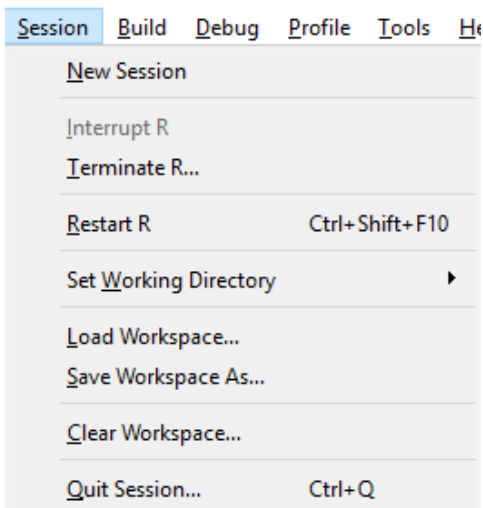 Session Build Debug Profile Tools He
New Session
Interrupt R
Terminate R...
Restart R Ctrl+Shift+F10
Set Working Directory
Load Workspace...
Save Workspace As...
Clear Workspace...
Quit Session... Ctrl+Q